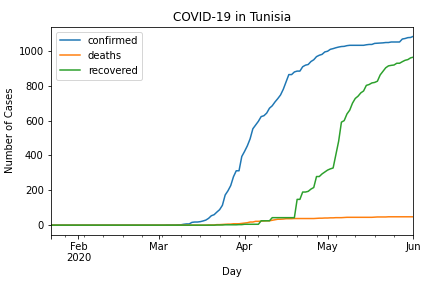 COVID-19 in Tunisia
confirmed
deaths
recovered
Number of Cases
1000
800
600
400
200
0
Feb
2020
Mar
Apr
May
Jun
Day